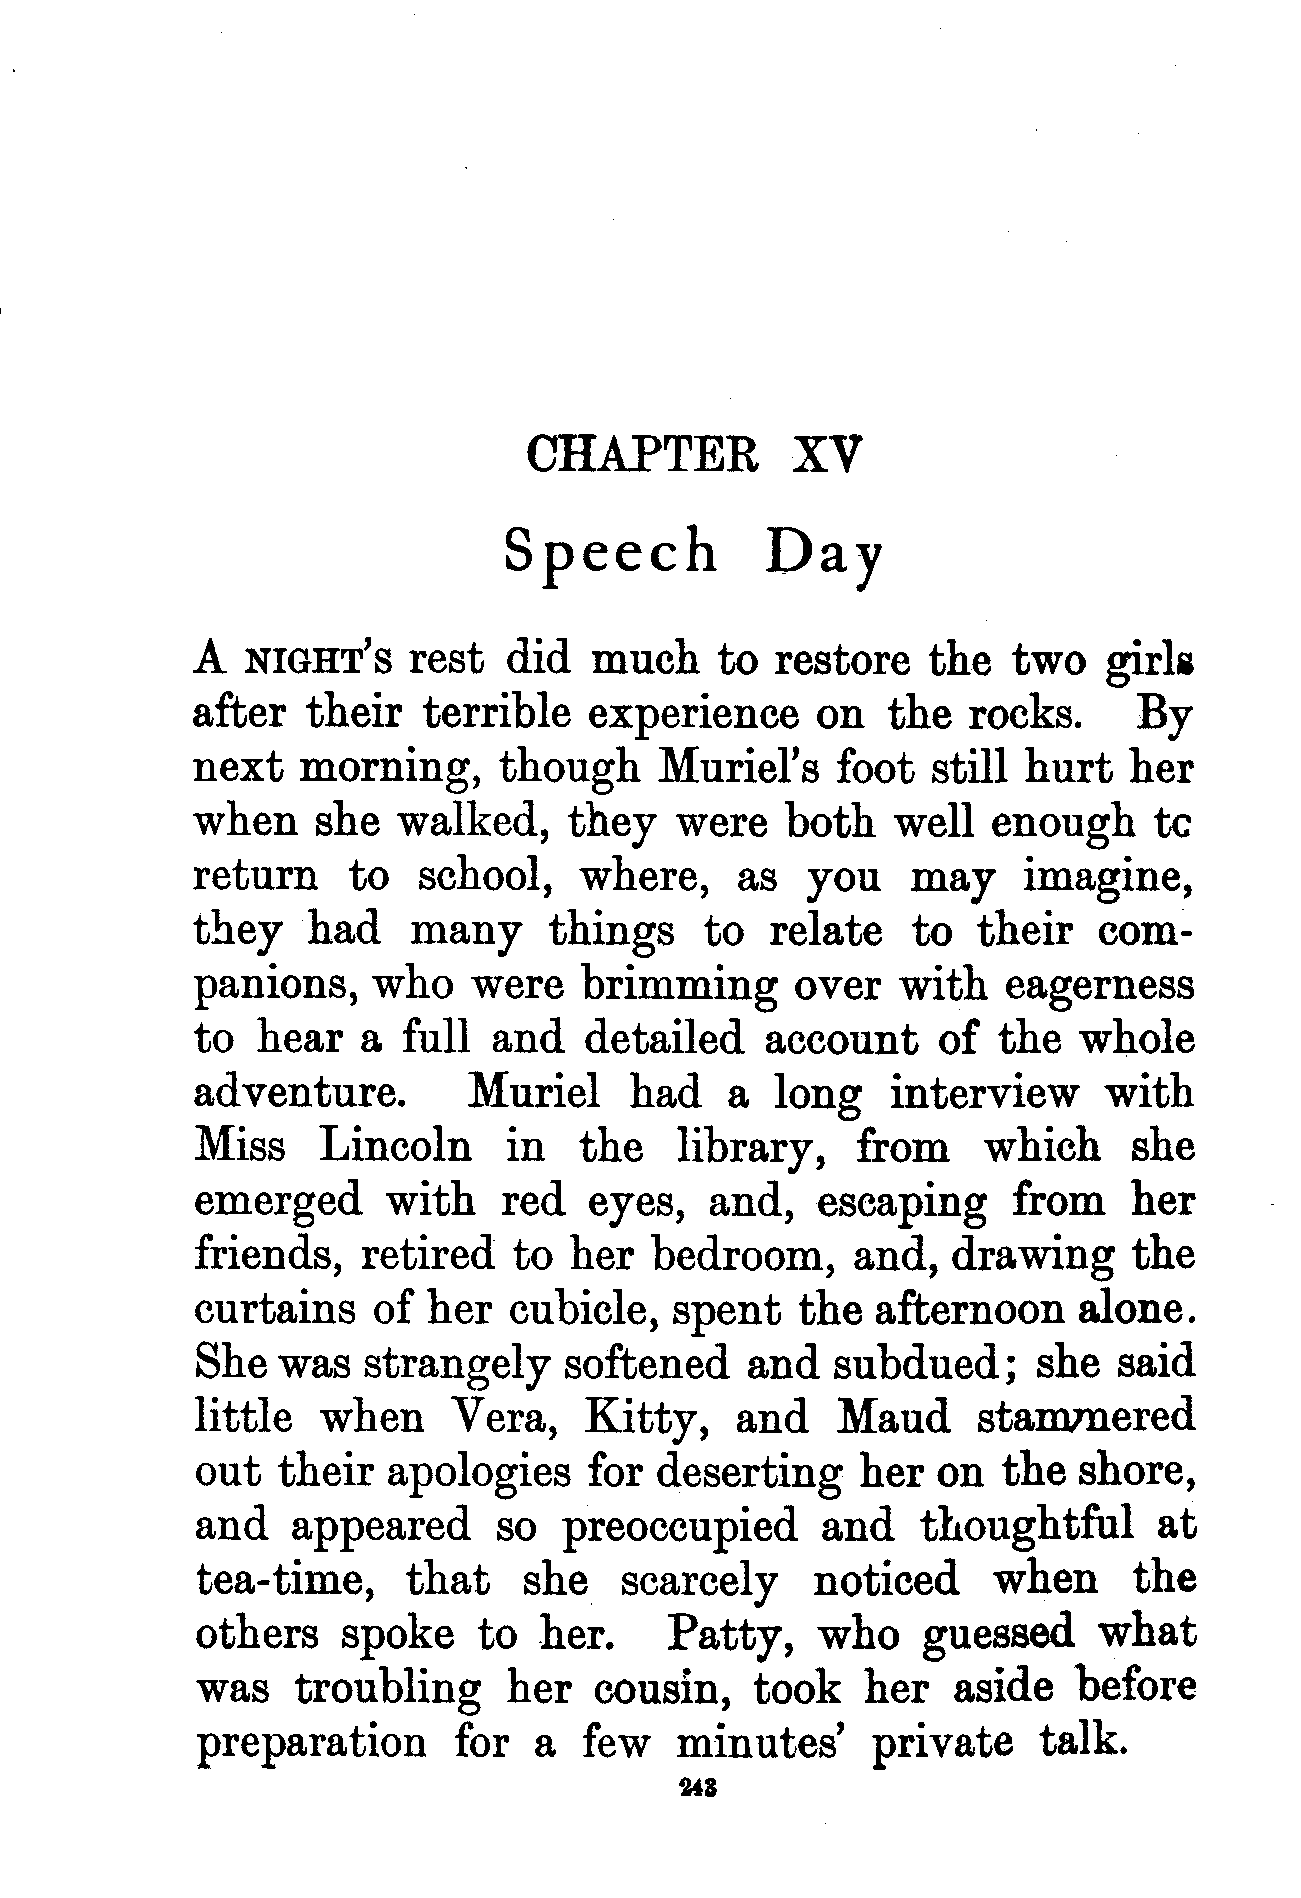 CHAPTER XV
Speech Day
A NIGHT'S rest did much to restore the two girls
after their terrible experience on the rocks. By
next morning, though Muriel's foot still hurt her
when she walked, they were both well enough to
return to school, where, as you may imagine,
they had many things to relate to their com-
panions, who were brimming over with eagerness
to hear a full and detailed account of the whole
adventure. Muriel had a long interview with
Miss Lincoln in the library, from which she
emerged with red eyes, and, escaping from her
friends, retired to her bedroom, and, drawing the
curtains of her cubicle, spent the afternoon alone.
She was strangely softened and subdued; she said
little when Vera, Kitty, and Maud stammered
out their apologies for deserting her on the shore,
and appeared so preoccupied and thoughtful at
tea-time, that she scarcely noticed when the
others spoke to her. Patty, who guessed what
was troubling her cousin, took her aside before
preparation for a few minutes' private talk.
243